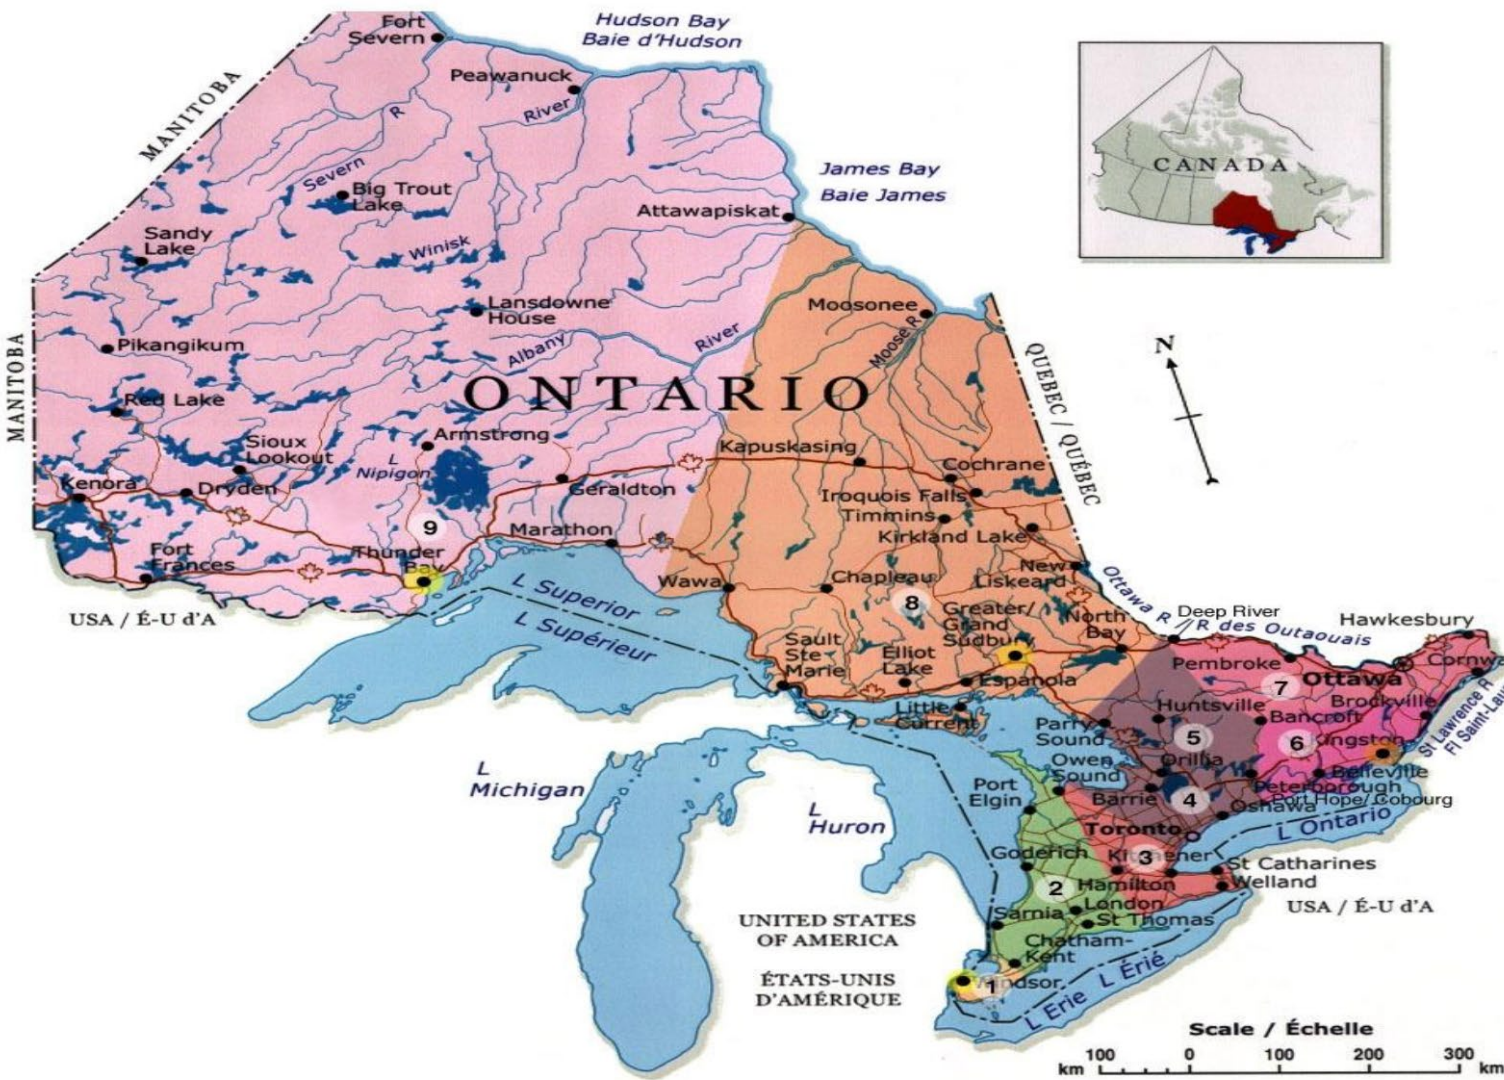 Fort
Severn
Hudson Bay
Baie d'Hudson
MANITOBA
Peawanuck
River
R
Severn
James Bay
Baie James
CANADA
Big Trout
Lake
Attawapiskat
Sandy
Lake
Winisk
Lansdowne
House
Moosonee
MANITOBA
Pikangikum
Albany
River
Moose R
QUEBEC / QUÉBEC
N
ONTARIO
Red Lake
Sioux
Lookout
Armstrong
L
Nipigon
Kapuskasing
Cochrane
Kenora
Dryden
Geraldton
Iroquois Falls
Timmins
Kirkland Lake
9
Marathon
Fort
Frances
Thunder
Bay
L Superior
L Supérieur
Wawa
Chapleau
New
Liskeard
8
Greater/
Grand
Sudbury
North
Bay
Ottawa R / R des Outaouais
Deep River
Hawkesbury
USA / É-U d'A
Sault
Ste
Marie
Elliot
Lake
Espanola
Pembroke
Ottawa
7
Little
Current
Parry
Sound
Huntsville
Bancroft
Brockville
St Lawrence R
5
6
Kingston
L
Michigan
Owen
Sound
Orillia
Belleville
Port
Elgin
Barrie
4
Peterborough
Port Hope/ Cobourg
Oshawa
L
Huron
Toronto
L Ontario
Goderich
Kitchener
3
St Catharines
2
Hamilton
Welland
London
USA / É-U d'A
Sarnia
St Thomas
UNITED STATES
OF AMERICA
Chatham-
Kent
ÉTATS-UNIS
D'AMÉRIQUE
Windsor
1
L Erie L Érié
Scale / Échelle
km 100 0 100 200 300 km